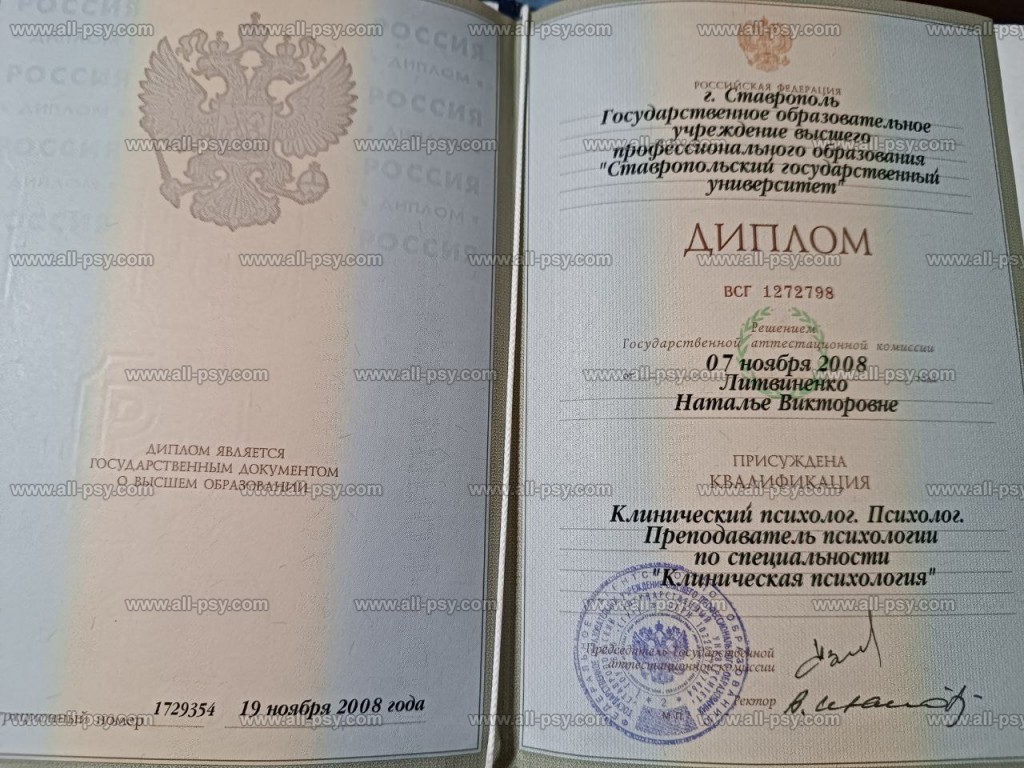 ДИПЛОМ ЯВЛЯЕТСЯ
ГОСУДАРСТВЕННЫМ ДОКУМЕНТОМ
О ВЫСШЕМ ОБРАЗОВАНИИ
номер 1729354 19 ноября 2008 года
РОССИЙСКАЯ ФЕДЕРАЦИЯ
г. Ставрополь
Государственное образовательное
учреждение высшего
профессионального образования
"Ставропольский государственный
университет"
ДИПЛОМ
ВСГ 1272798
Решением
Государственной аттестационной комиссии
от 07 ноября 2008
Литвиненко
Наталье Викторовне
ПРИСУЖДЕНА
КВАЛИФИКАЦИЯ
Клинический психолог. Психолог.
Преподаватель психологии
по специальности
"Клиническая психология"
Председатель Государственной
аттестационной комиссии
Ректор
М.П.
www.all-psy.com